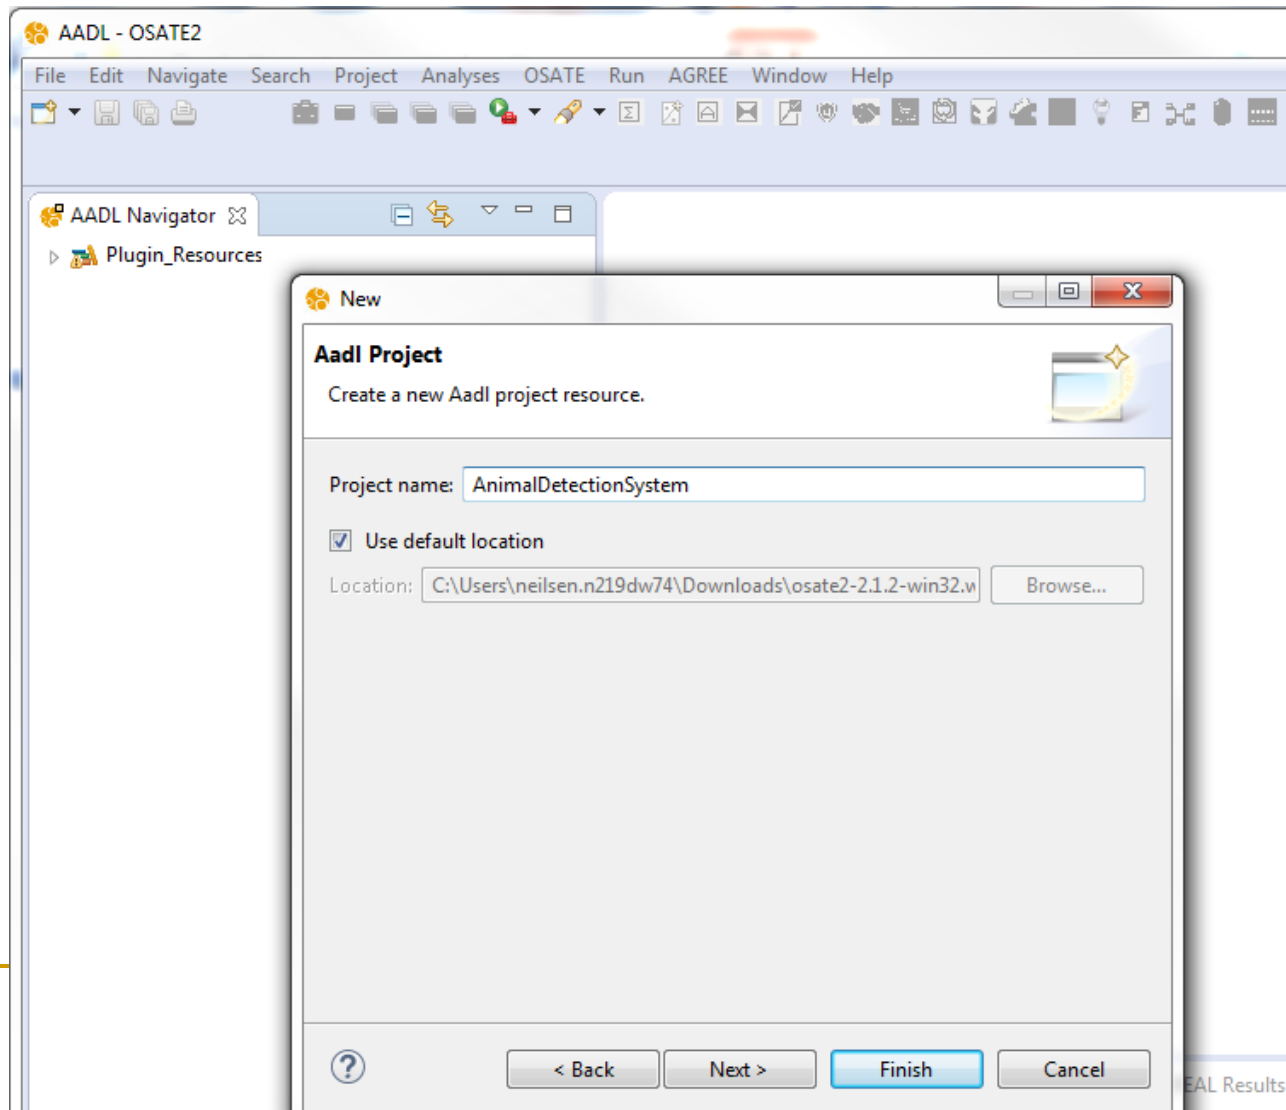 AADL - OSATE2
File Edit Navigate Search Project Analyses OSATE Run AGREE Window Help
AADL Navigator
Plugin_Resources
New
Aadl Project
Create a new Aadl project resource.
Project name: AnimalDetectionSystem
Use default location
Location: C:\Users\neilsen.n219dw74\Downloads\osate2-2.1.2-win32.w Browse...
< Back Next > Finish Cancel
EAL Results